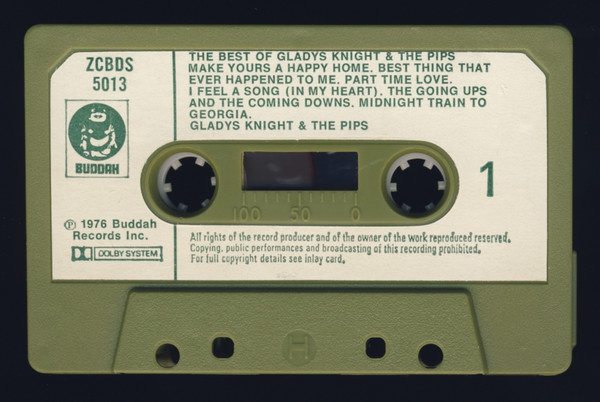 ZCBDS
5013
THE BEST OF GLADYS KNIGHT & THE PIPS
MAKE YOURS A HAPPY HOME. BEST THING THAT
EVER HAPPENED TO ME. PART TIME LOVE.
I FEEL A SONG (IN MY HEART). THE GOING UPS
AND THE COMING DOWNS. MIDNIGHT TRAIN TO
GEORGIA.
GLADYS KNIGHT & THE PIPS
BUDDAH
1
100 50 0
℗ 1976 Buddah
Records Inc.
DOLBY SYSTEM
All rights of the record producer and of the owner of the work reproduced reserved.
Copying, public performances and broadcasting of this recording prohibited.
For full copyright details see inlay card.
H